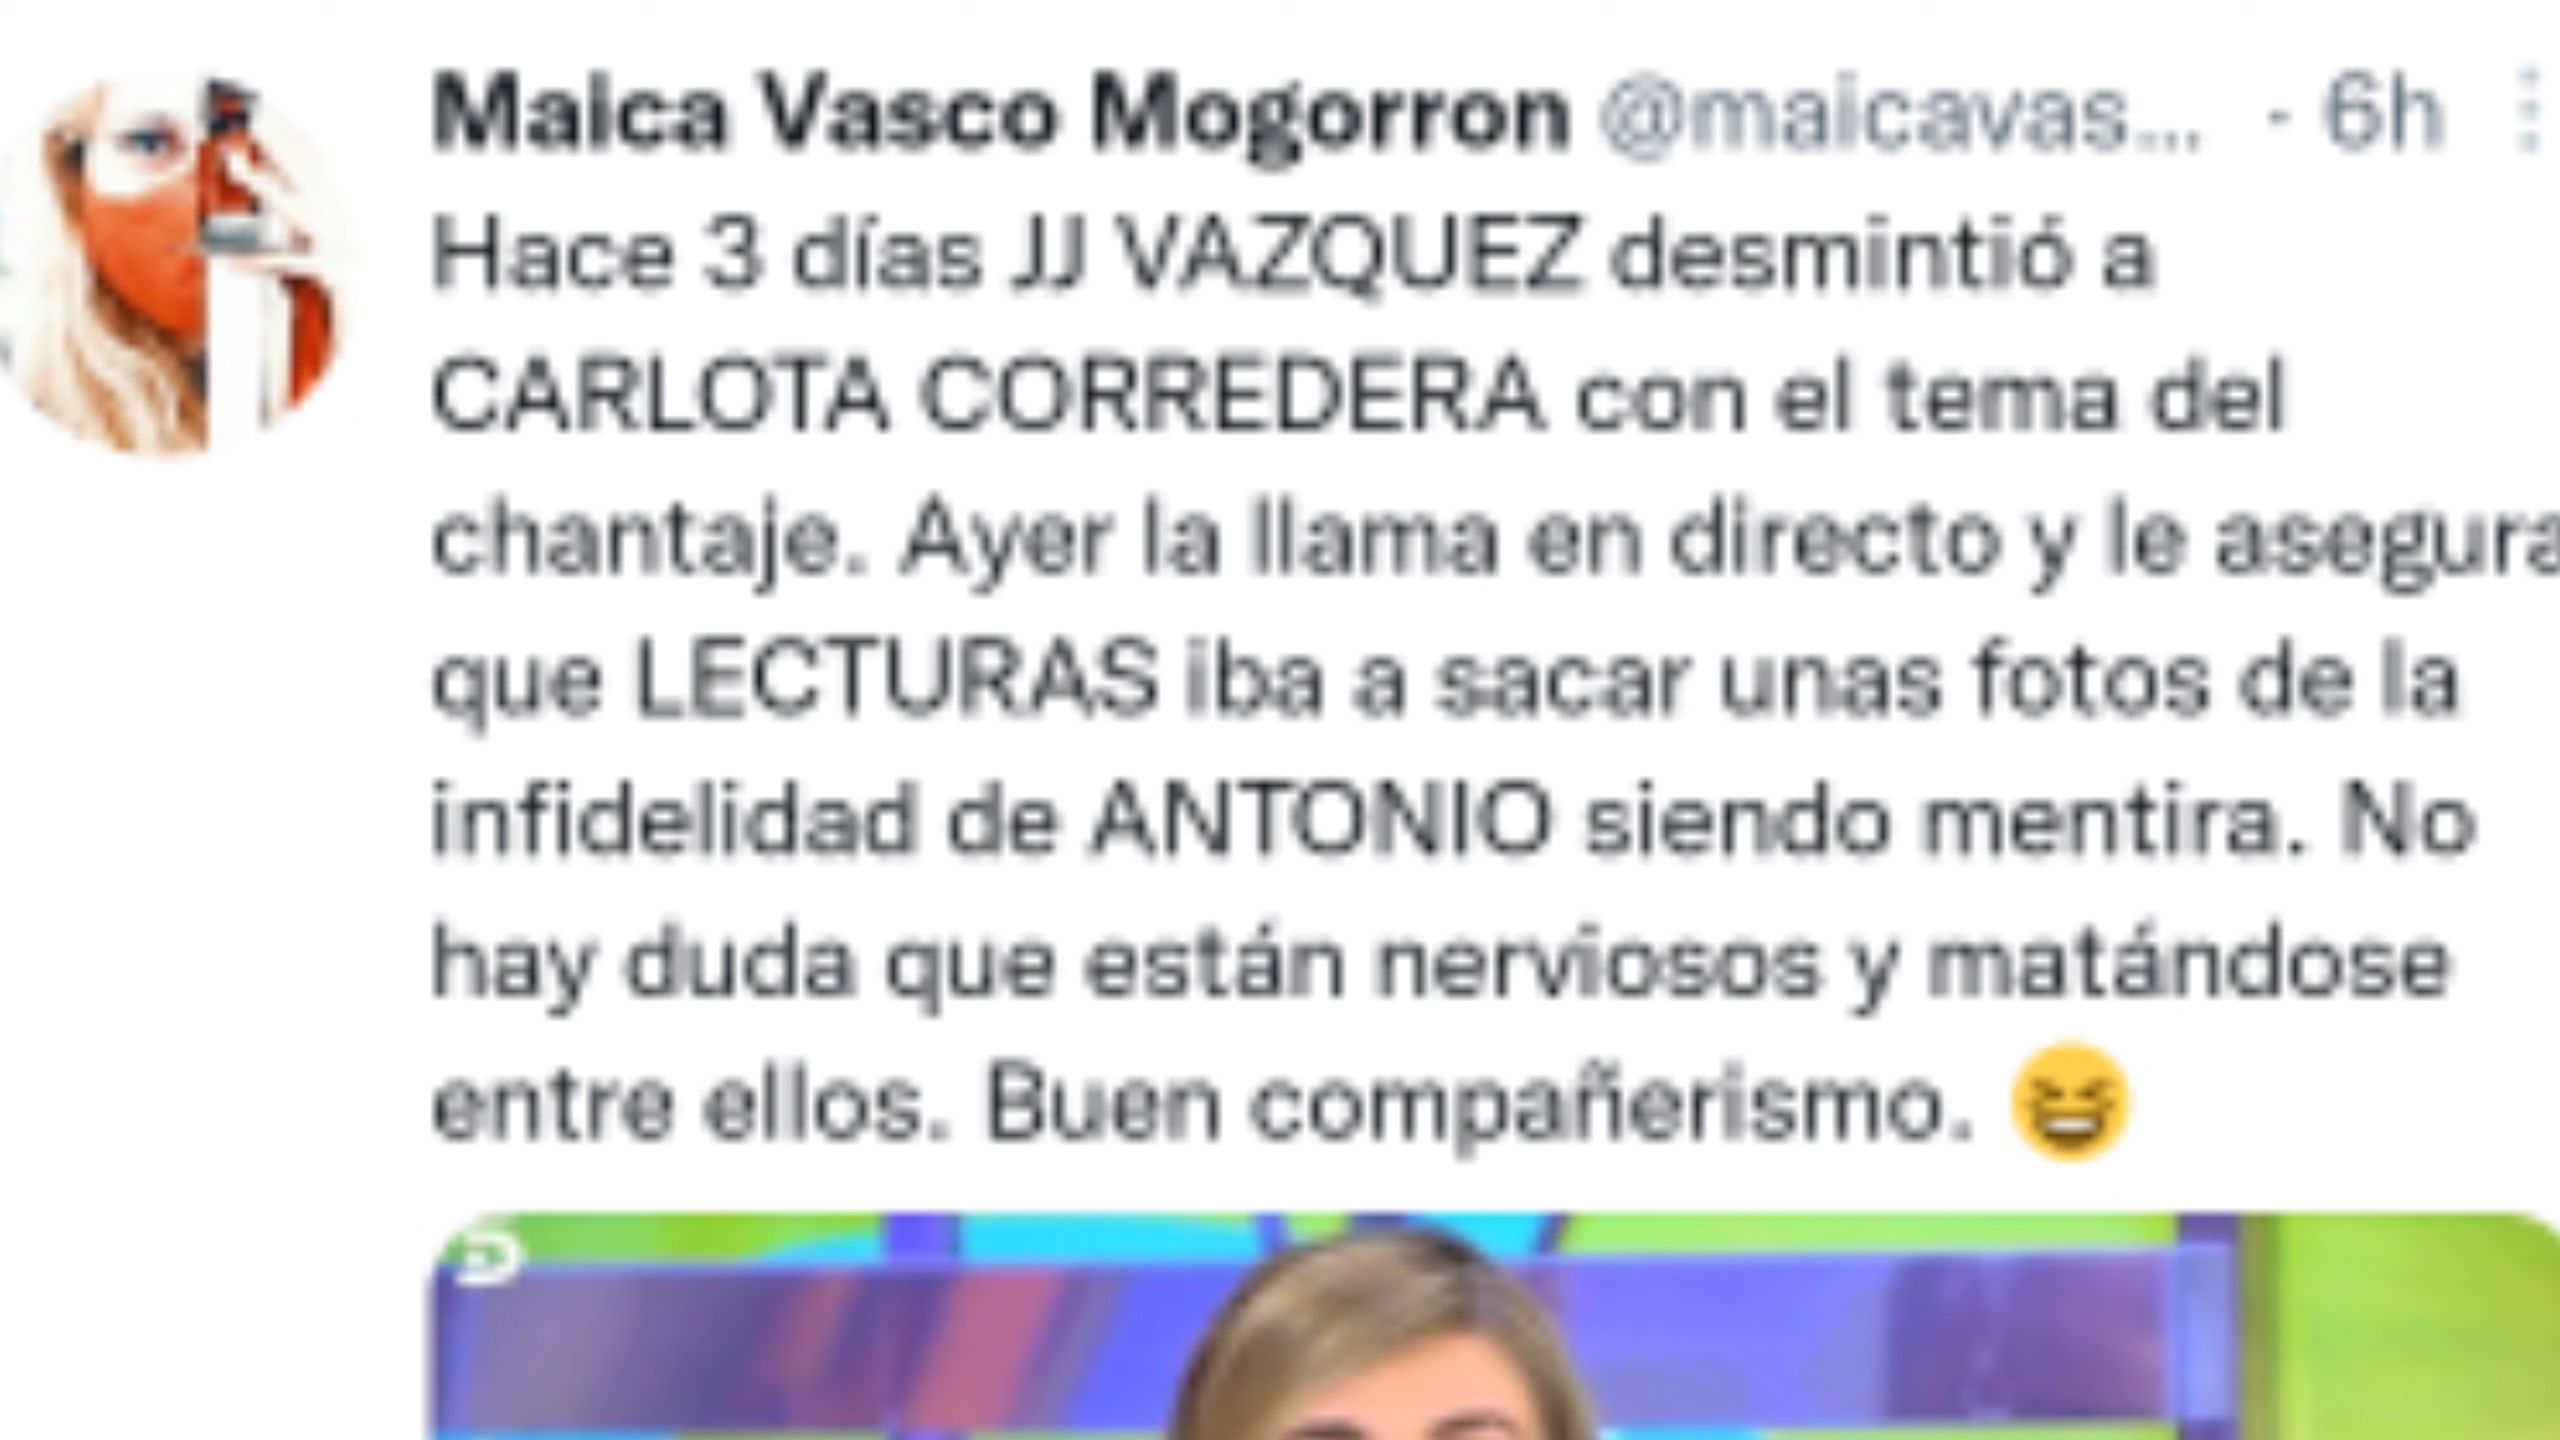 Maica Vasco Mogorron @maicavas... · 6h
Hace 3 días JJ VAZQUEZ desmintió a
CARLOTA CORREDERA con el tema del
chantaje. Ayer la llama en directo y le asegura
que LECTURAS iba a sacar unas fotos de la
infidelidad de ANTONIO siendo mentira. No
hay duda que están nerviosos y matándose
entre ellos. Buen compañerismo. 😆